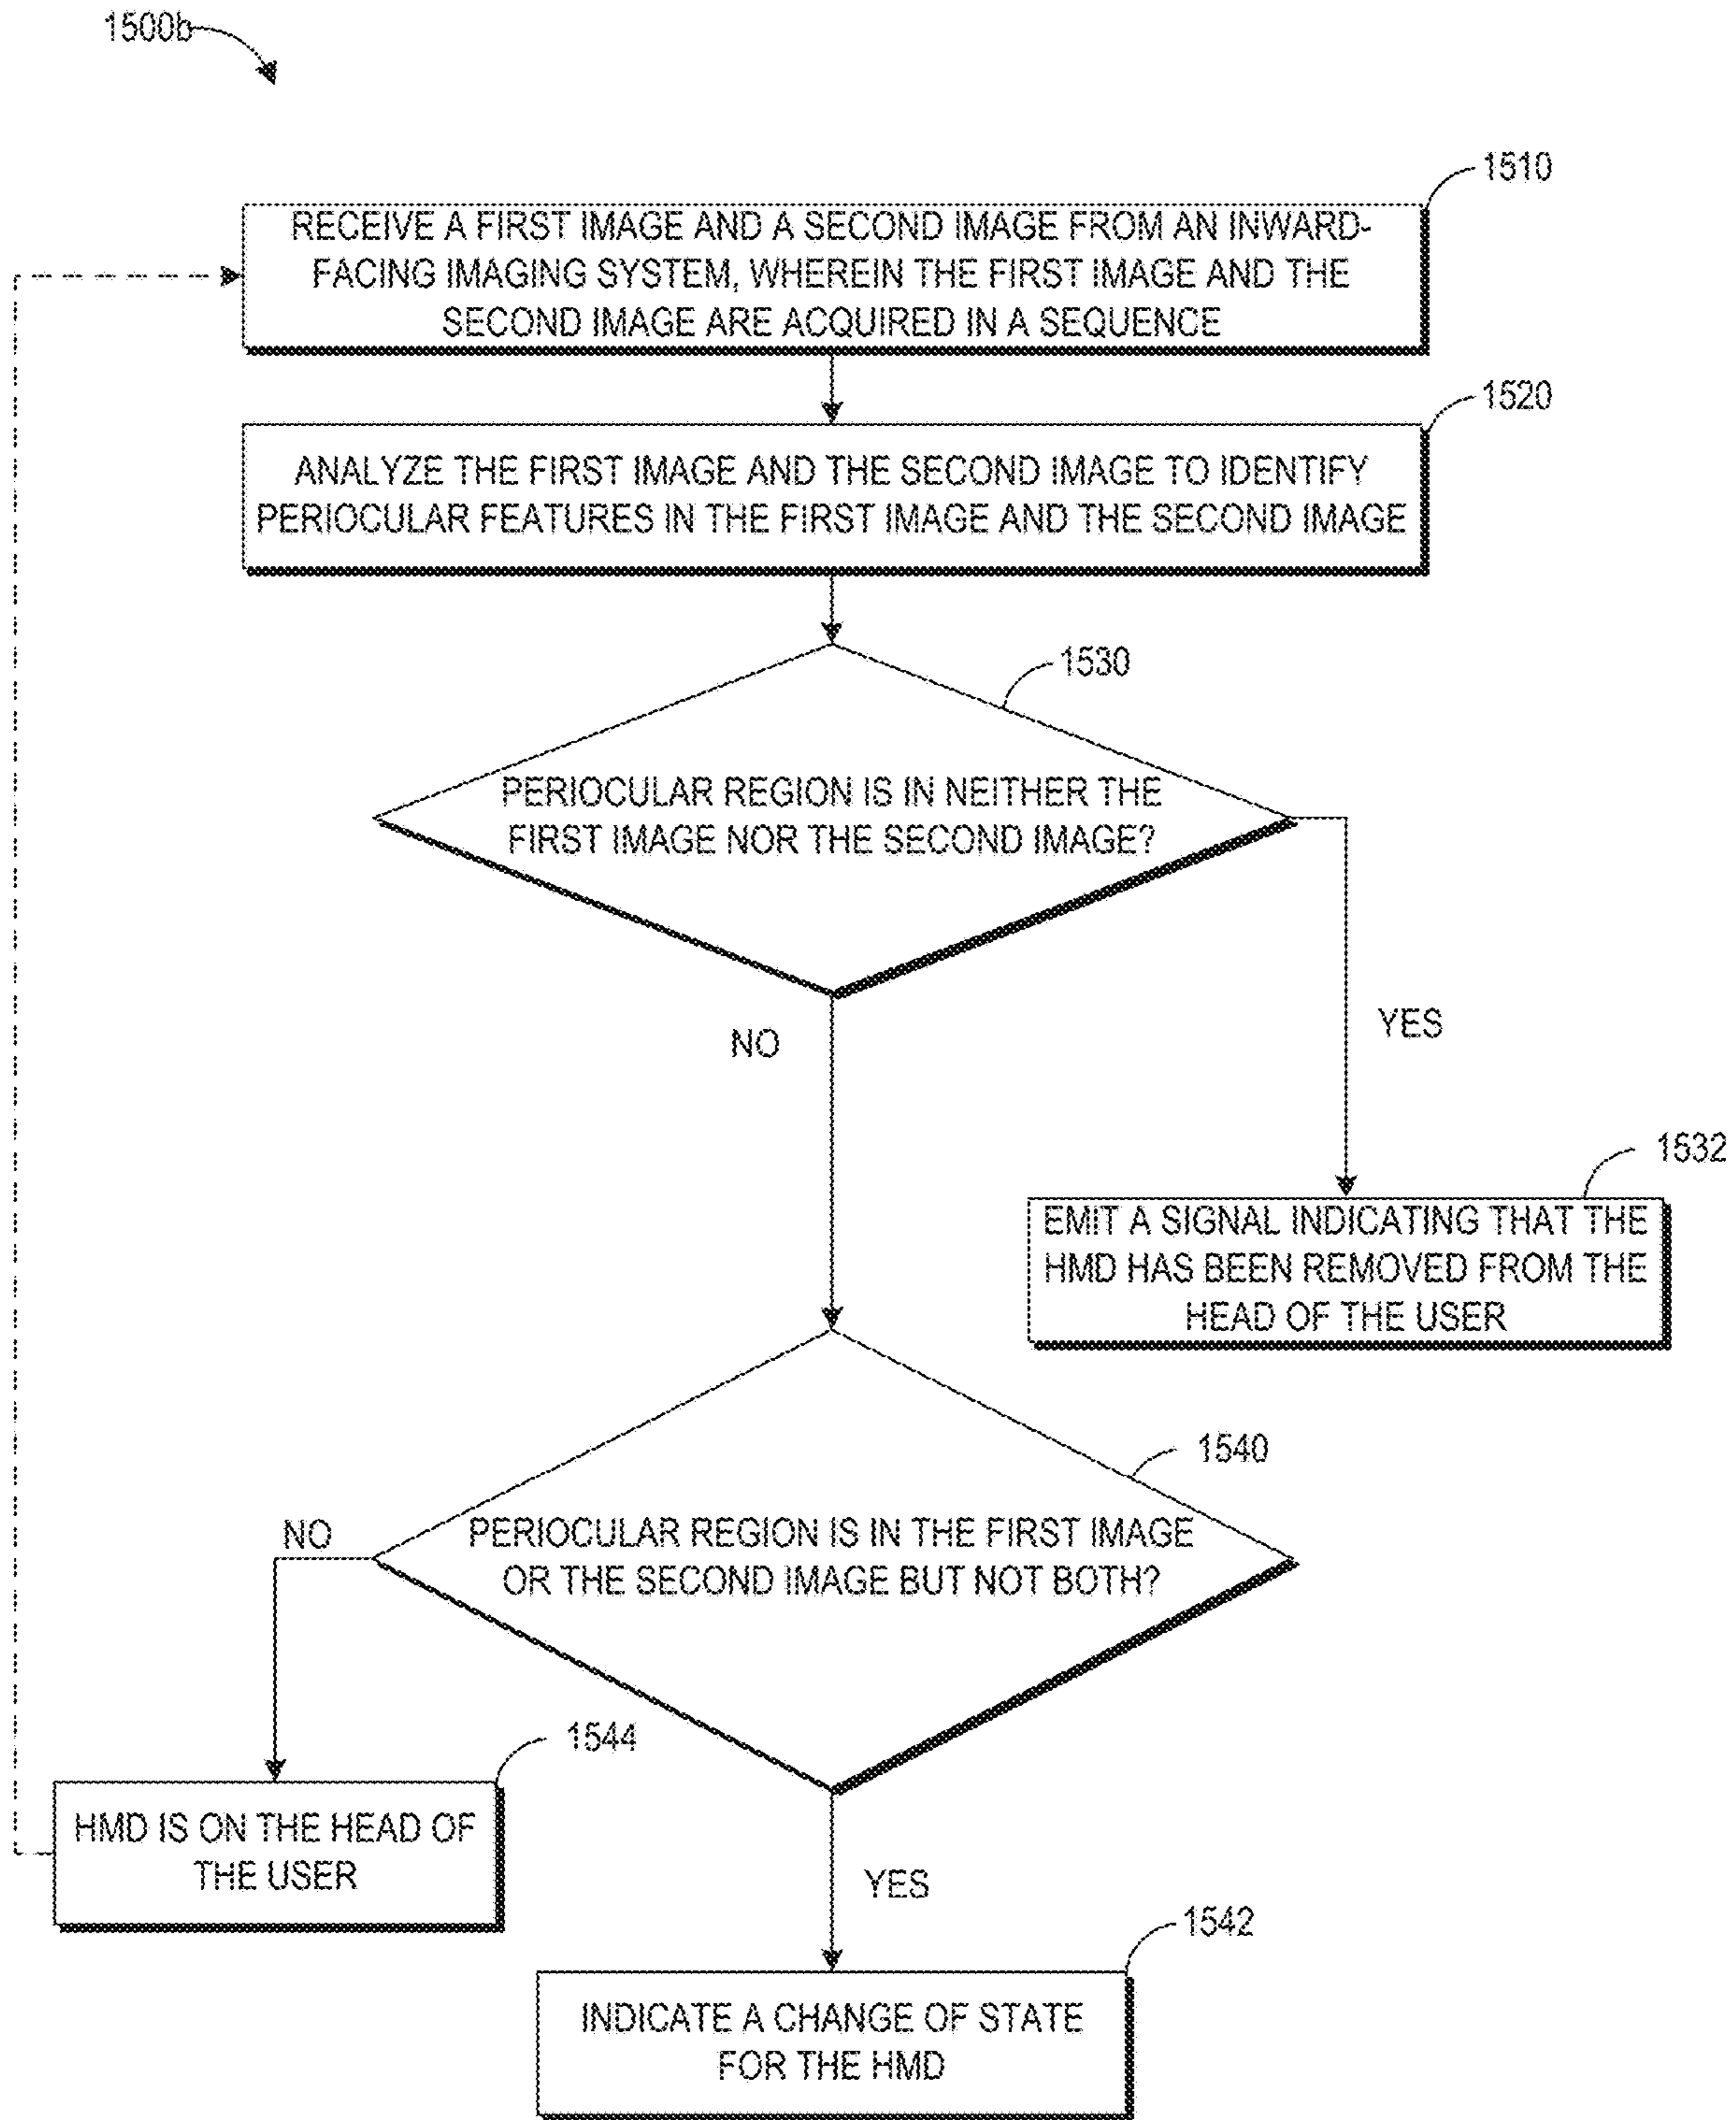 1500b
1510
RECEIVE A FIRST IMAGE AND A SECOND IMAGE FROM AN INWARD-
FACING IMAGING SYSTEM, WHEREIN THE FIRST IMAGE AND THE
SECOND IMAGE ARE ACQUIRED IN A SEQUENCE
1520
ANALYZE THE FIRST IMAGE AND THE SECOND IMAGE TO IDENTIFY
PERIOCULAR FEATURES IN THE FIRST IMAGE AND THE SECOND IMAGE
1530
PERIOCULAR REGION IS IN NEITHER THE
FIRST IMAGE NOR THE SECOND IMAGE?
NO
YES
1532
EMIT A SIGNAL INDICATING THAT THE
HMD HAS BEEN REMOVED FROM THE
HEAD OF THE USER
1540
PERIOCULAR REGION IS IN THE FIRST IMAGE
OR THE SECOND IMAGE BUT NOT BOTH?
NO
1544
HMD IS ON THE HEAD OF
THE USER
YES
1542
INDICATE A CHANGE OF STATE
FOR THE HMD